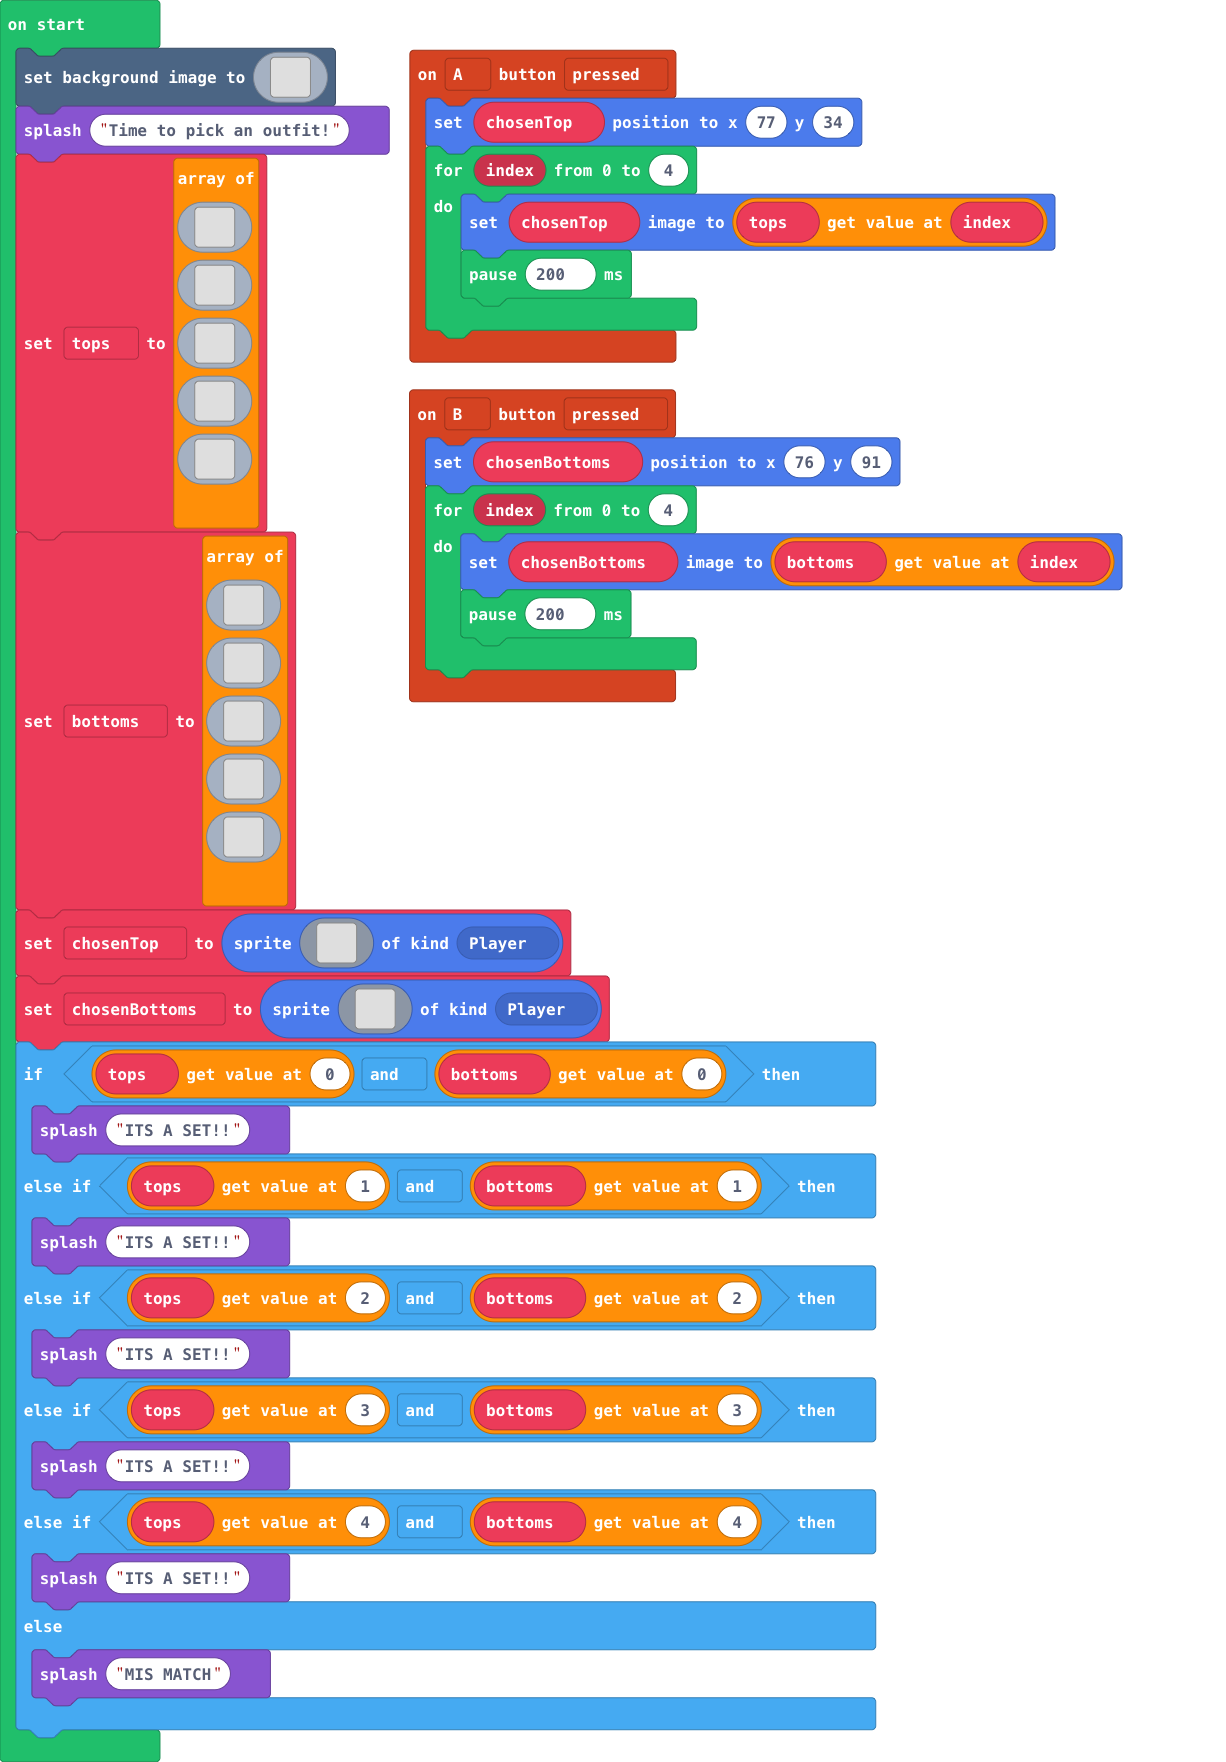 on start
set background image to
splash "Time to pick an outfit!"
set tops to array of
set bottoms to array of
set chosenTop to sprite of kind Player
set chosenBottoms to sprite of kind Player
if tops get value at 0 and bottoms get value at 0 then
splash "ITS A SET!!"
else if tops get value at 1 and bottoms get value at 1 then
splash "ITS A SET!!"
else if tops get value at 2 and bottoms get value at 2 then
splash "ITS A SET!!"
else if tops get value at 3 and bottoms get value at 3 then
splash "ITS A SET!!"
else if tops get value at 4 and bottoms get value at 4 then
splash "ITS A SET!!"
else
splash "MIS MATCH"
on A button pressed
set chosenTop position to x 77 y 34
for index from 0 to 4
do set chosenTop image to tops get value at index
pause 200 ms
on B button pressed
set chosenBottoms position to x 76 y 91
for index from 0 to 4
do set chosenBottoms image to bottoms get value at index
pause 200 ms